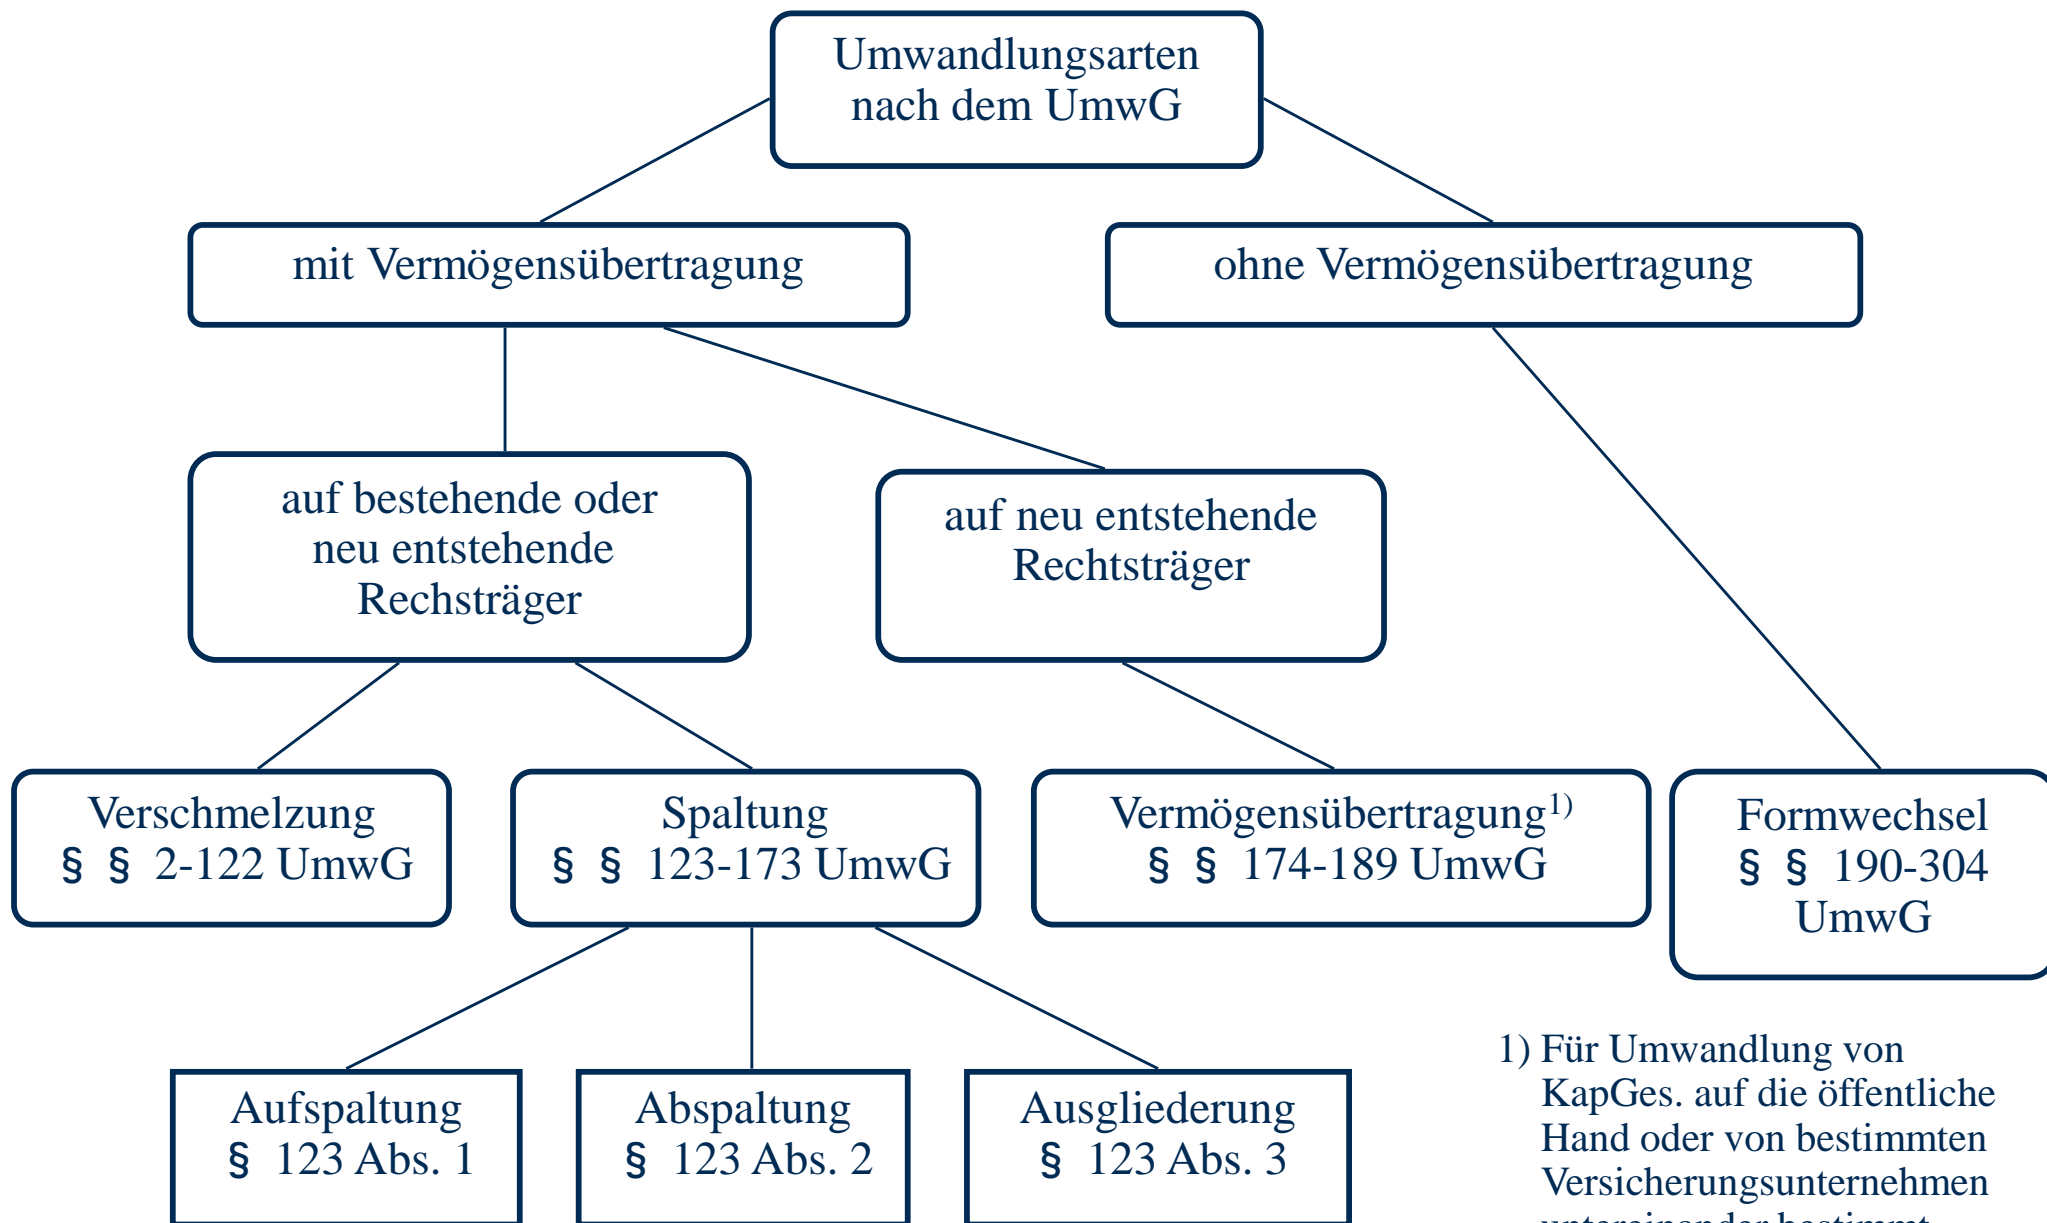 Umwandlungsarten
nach dem UmwG
mit Vermögensübertragung
ohne Vermögensübertragung
auf bestehende oder
neu entstehende
Rechsträger
auf neu entstehende
Rechtsträger
Verschmelzung
§ § 2-122 UmwG
Spaltung
§ § 123-173 UmwG
Vermögensübertragung1)
§ § 174-189 UmwG
Formwechsel
§ § 190-304
UmwG
Aufspaltung
§ 123 Abs. 1
Abspaltung
§ 123 Abs. 2
Ausgliederung
§ 123 Abs. 3
1) Für Umwandlung von
KapGes. auf die öffentliche
Hand oder von bestimmten
Versicherungsunternehmen
untereinander bestimmt